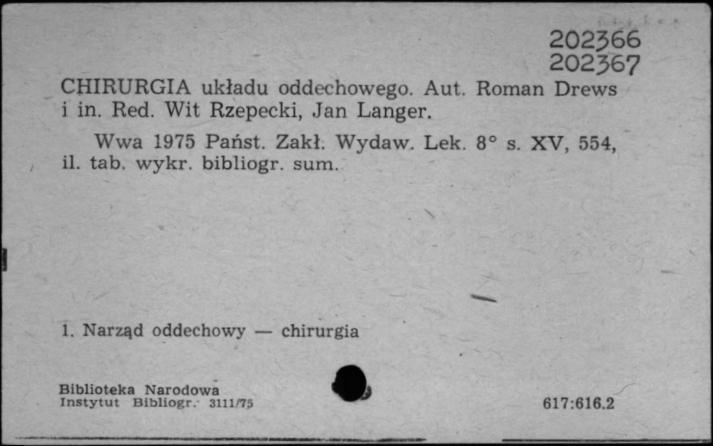 202366
202367
CHIRURGIA układu oddechowego. Aut. Roman Drews
i in. Red. Wit Rzepecki, Jan Langer.
Wwa 1975 Państ. Zakł. Wydaw. Lek. 8° s. XV, 554,
il. tab. wykr. bibliogr. sum.
1. Narząd oddechowy — chirurgia
Biblioteka Narodowa
Instytut Bibliogr. 3111/75
617:616.2